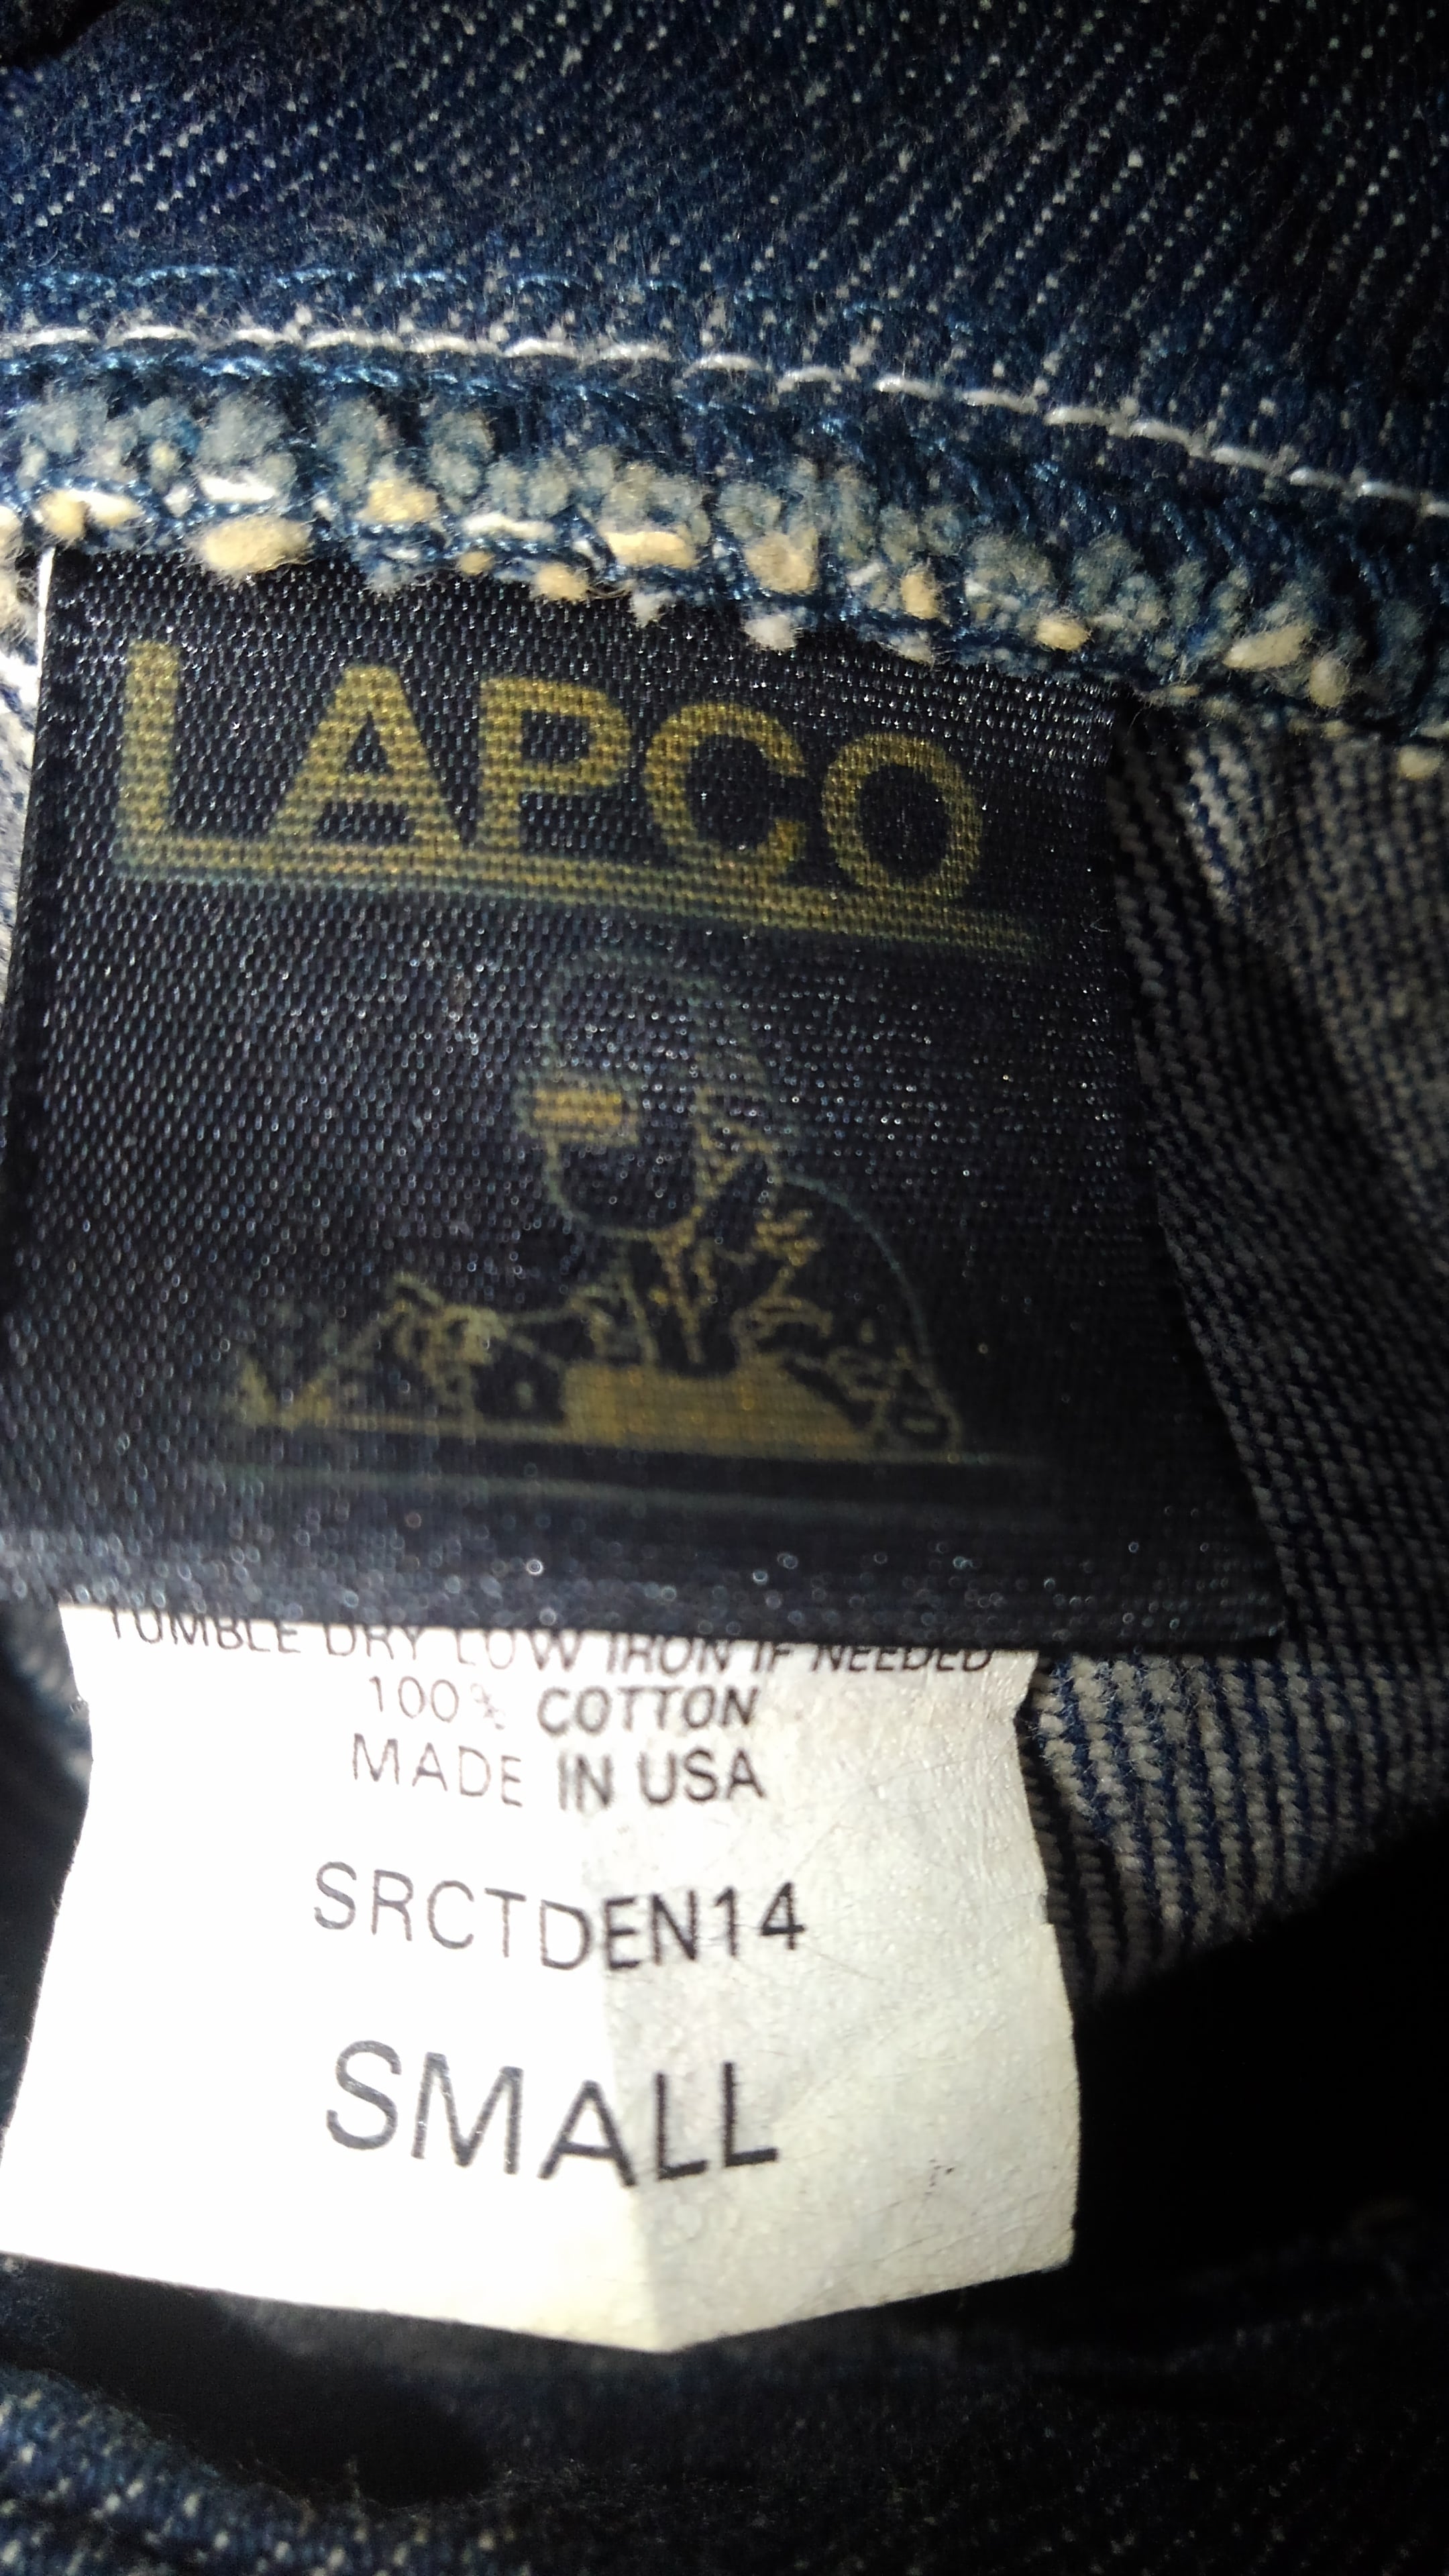 LAPCO
TUMBLE DRY LOW IRON IF NEEDED
100% COTTON
MADE IN USA
SRCTDEN14
SMALL